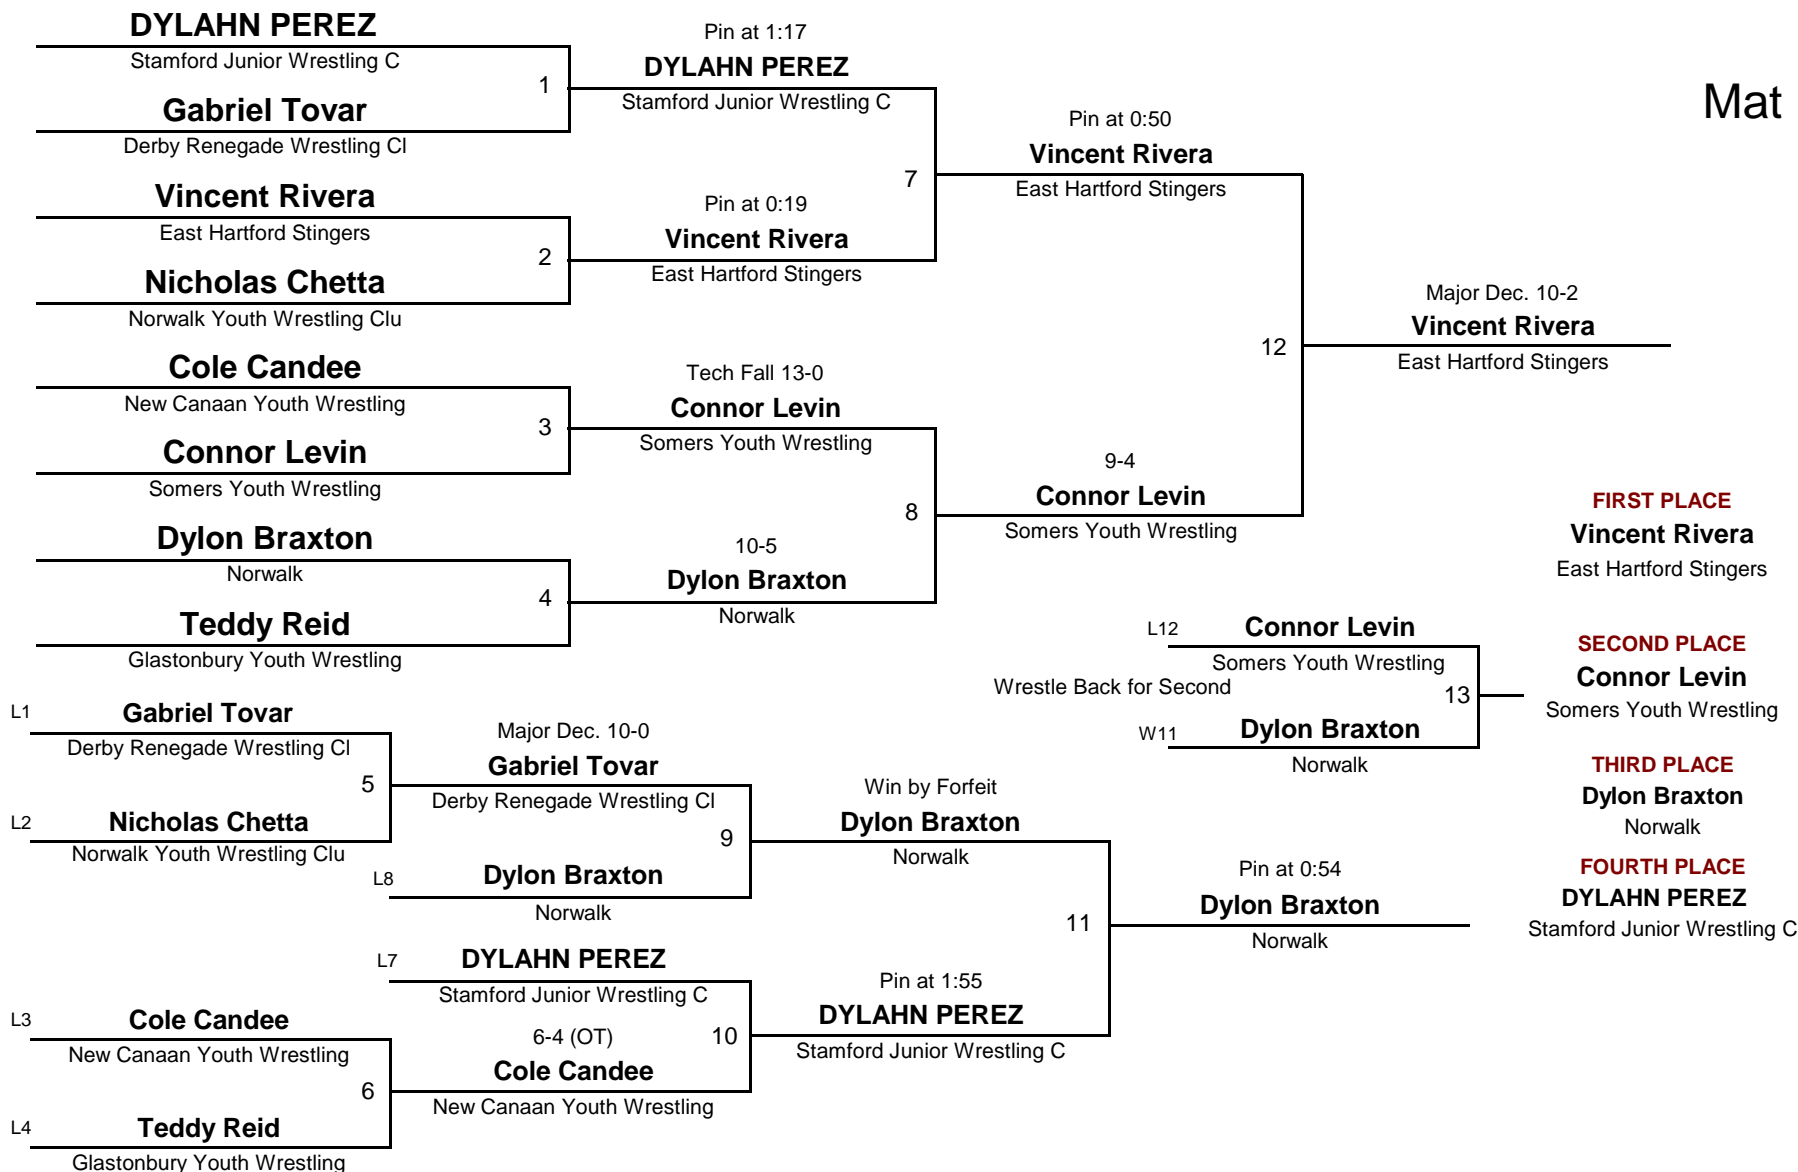 DYLAHN PEREZ
Stamford Junior Wrestling C
1
Gabriel Tovar
Derby Renegade Wrestling Cl
Vincent Rivera
East Hartford Stingers
2
Nicholas Chetta
Norwalk Youth Wrestling Clu
Cole Candee
New Canaan Youth Wrestling
3
Connor Levin
Somers Youth Wrestling
Dylon Braxton
Norwalk
4
Teddy Reid
Glastonbury Youth Wrestling
Pin at 1:17
DYLAHN PEREZ
Stamford Junior Wrestling C
7
Pin at 0:19
Vincent Rivera
East Hartford Stingers
Tech Fall 13-0
Connor Levin
Somers Youth Wrestling
8
10-5
Dylon Braxton
Norwalk
Pin at 0:50
Vincent Rivera
East Hartford Stingers
12
9-4
Connor Levin
Somers Youth Wrestling
Mat
Major Dec. 10-2
Vincent Rivera
East Hartford Stingers
L1
Gabriel Tovar
Derby Renegade Wrestling Cl
5
L2
Nicholas Chetta
Norwalk Youth Wrestling Clu
L3
Cole Candee
New Canaan Youth Wrestling
6
L4
Teddy Reid
Glastonbury Youth Wrestling
Major Dec. 10-0
Gabriel Tovar
Derby Renegade Wrestling Cl
9
L8
Dylon Braxton
Norwalk
L7
DYLAHN PEREZ
Stamford Junior Wrestling C
10
6-4 (OT)
Cole Candee
New Canaan Youth Wrestling
Win by Forfeit
Dylon Braxton
Norwalk
11
Pin at 1:55
DYLAHN PEREZ
Stamford Junior Wrestling C
Pin at 0:54
Dylon Braxton
Norwalk
L12
Connor Levin
Somers Youth Wrestling
Wrestle Back for Second
13
W11
Dylon Braxton
Norwalk
FIRST PLACE
Vincent Rivera
East Hartford Stingers
SECOND PLACE
Connor Levin
Somers Youth Wrestling
THIRD PLACE
Dylon Braxton
Norwalk
FOURTH PLACE
DYLAHN PEREZ
Stamford Junior Wrestling C